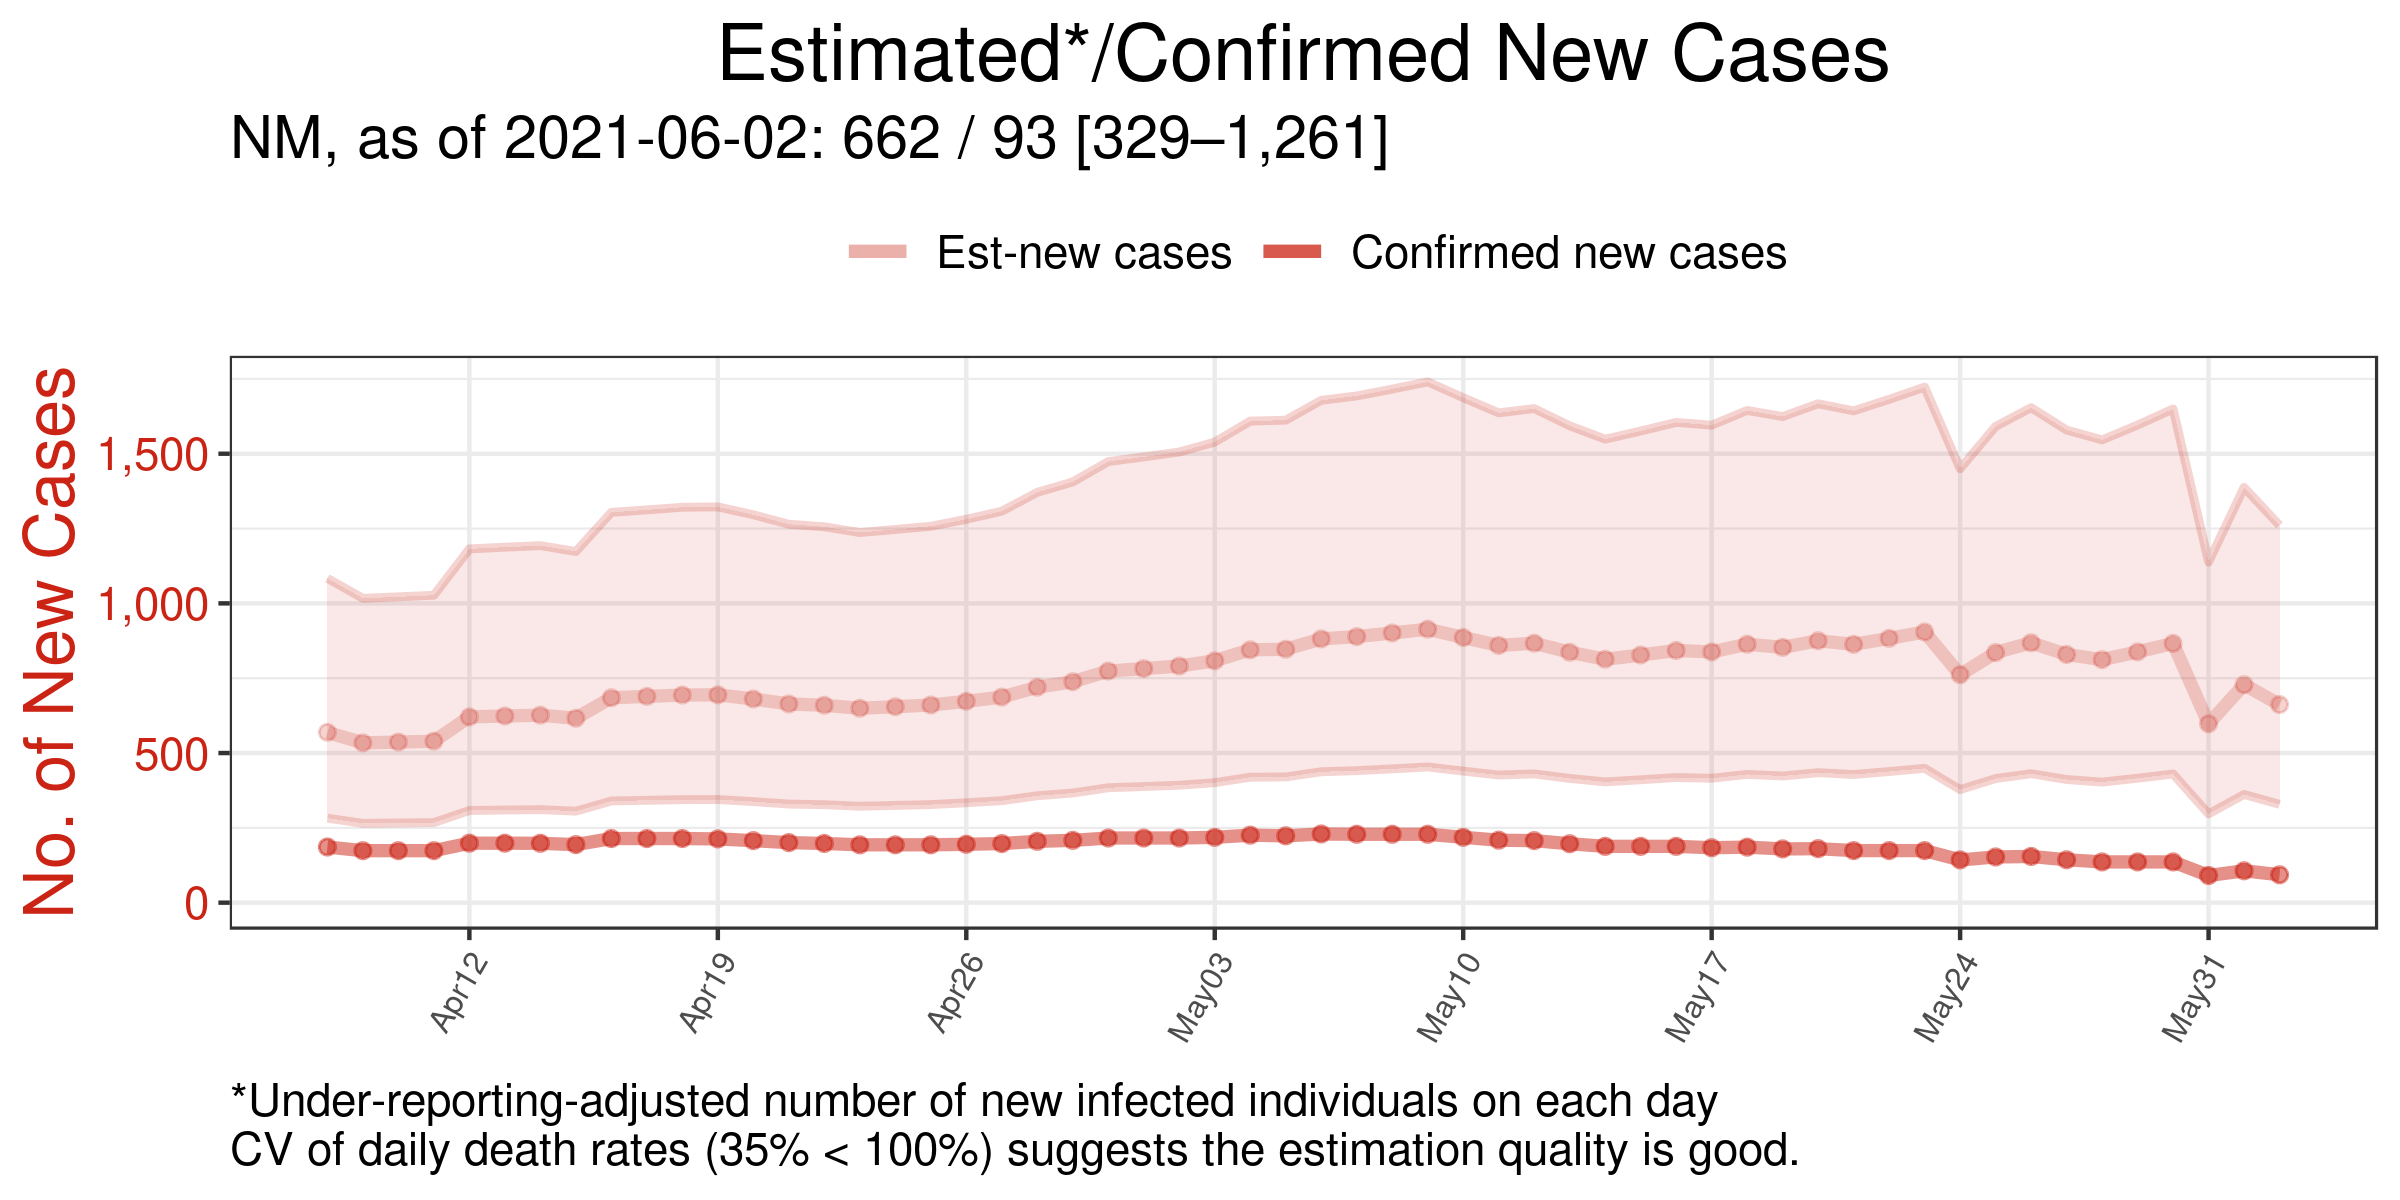 Estimated*/Confirmed New Cases
NM, as of 2021-06-02: 662 / 93 [329–1,261]
Est-new cases
Confirmed new cases
No. of New Cases
1,500
1,000
500
0
Apr12
Apr19
Apr26
May03
May10
May17
May24
May31
*Under-reporting-adjusted number of new infected individuals on each day
CV of daily death rates (35% < 100%) suggests the estimation quality is good.